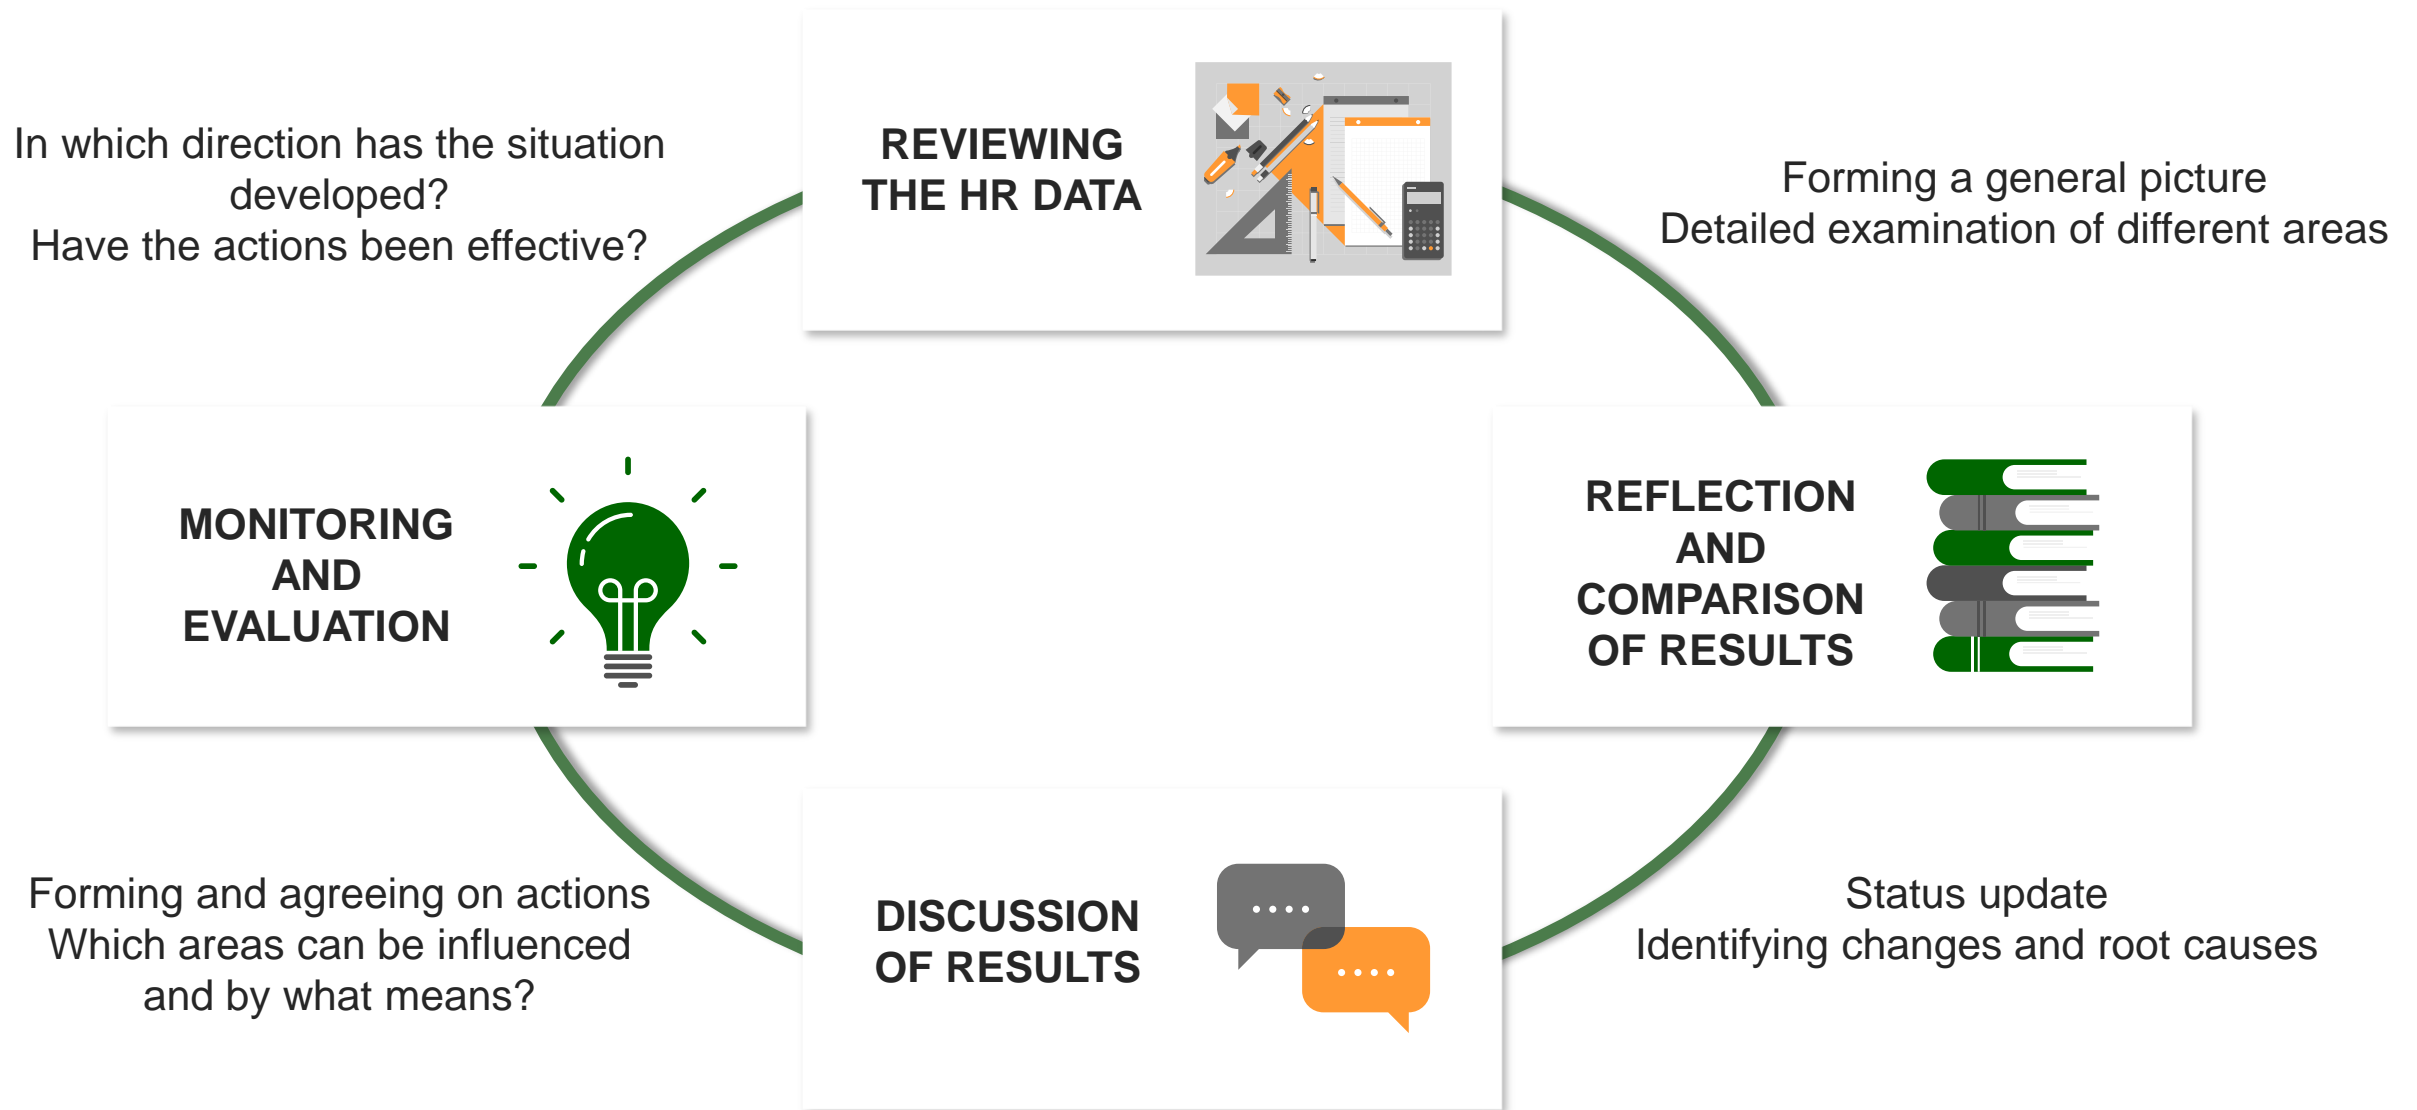 REVIEWING
THE HR DATA
Forming a general picture
Detailed examination of different areas
REFLECTION
AND
COMPARISON
OF RESULTS
Status update
Identifying changes and root causes
DISCUSSION
OF RESULTS
Forming and agreeing on actions
Which areas can be influenced
and by what means?
MONITORING
AND
EVALUATION
In which direction has the situation
developed?
Have the actions been effective?